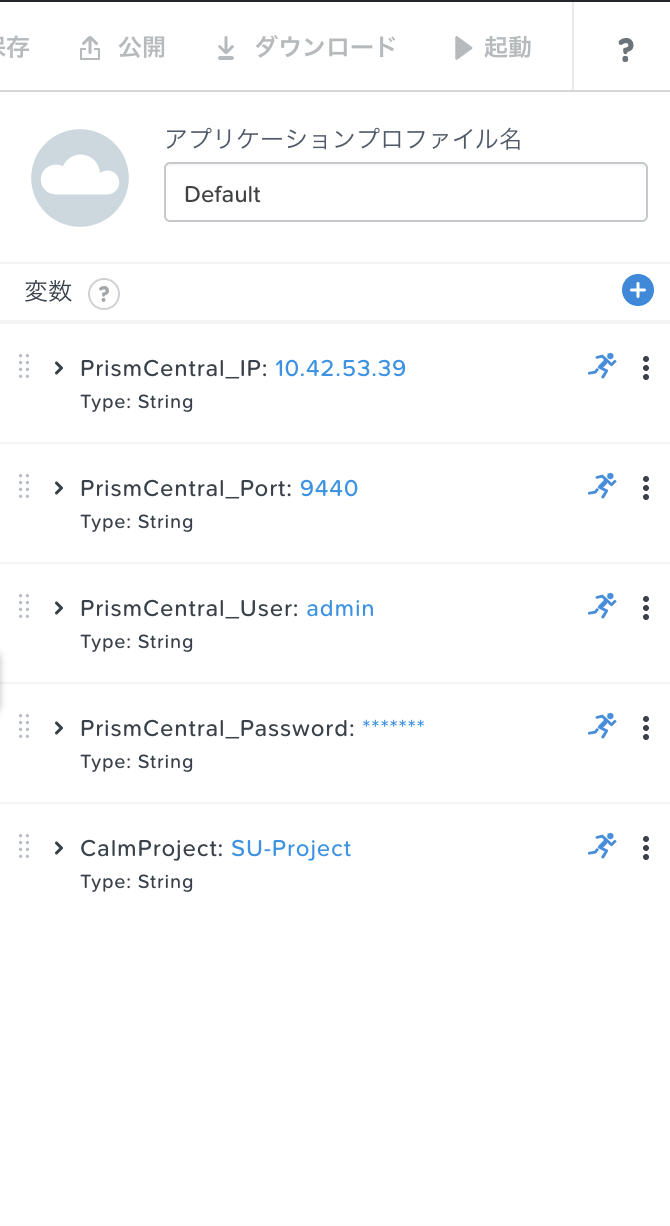 保存 公開 ダウンロード 起動 ?
アプリケーションプロファイル名
Default
変数 ?
PrismCentral_IP: 10.42.53.39
Type: String
PrismCentral_Port: 9440
Type: String
PrismCentral_User: admin
Type: String
PrismCentral_Password: *******
Type: String
CalmProject: SU-Project
Type: String